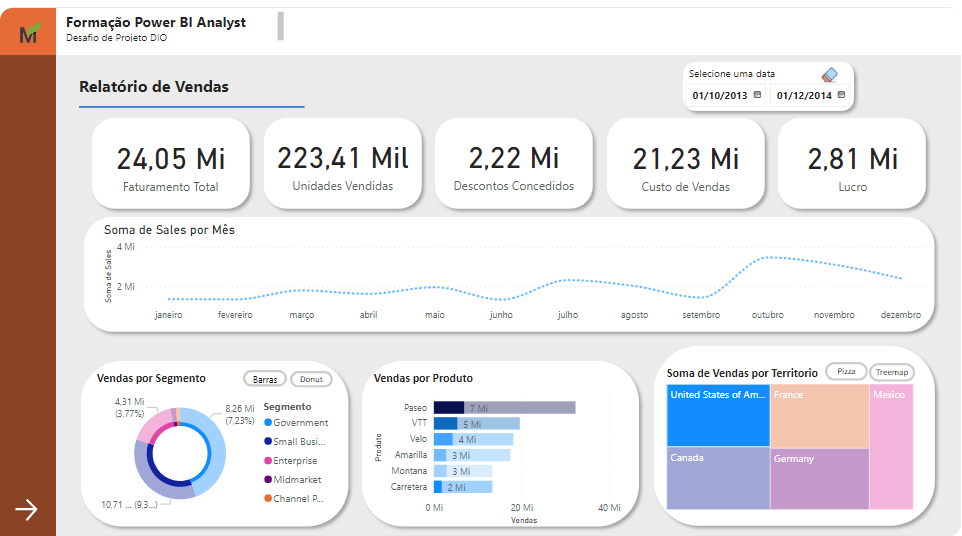 M
Formação Power BI Analyst
Desafio de Projeto DIO
Relatório de Vendas
Selecione uma data
01/10/2013
01/12/2014
24,05 Mi
Faturamento Total
223,41 Mil
Unidades Vendidas
2,22 Mi
Descontos Concedidos
21,23 Mi
Custo de Vendas
2,81 Mi
Lucro
Soma de Sales por Mês
Soma de Sales
4 Mi
2 Mi
janeiro fevereiro março abril maio junho julho agosto setembro outubro novembro dezembro
Vendas por Segmento
Barras
Donut
4,31 Mi
(3,77%)
8,26 Mi
(7,23%)
10,71 ... (9,3...)
Segmento
Government
Small Busi...
Enterprise
Midmarket
Channel P...
Vendas por Produto
Produto
Paseo 7 Mi
VTT 5 Mi
Velo 4 Mi
Amarilla 3 Mi
Montana 3 Mi
Carretera 2 Mi
0 Mi 20 Mi 40 Mi
Vendas
Soma de Vendas por Territorio
Pizza
Treemap
United States of Am...
France
Mexico
Canada
Germany